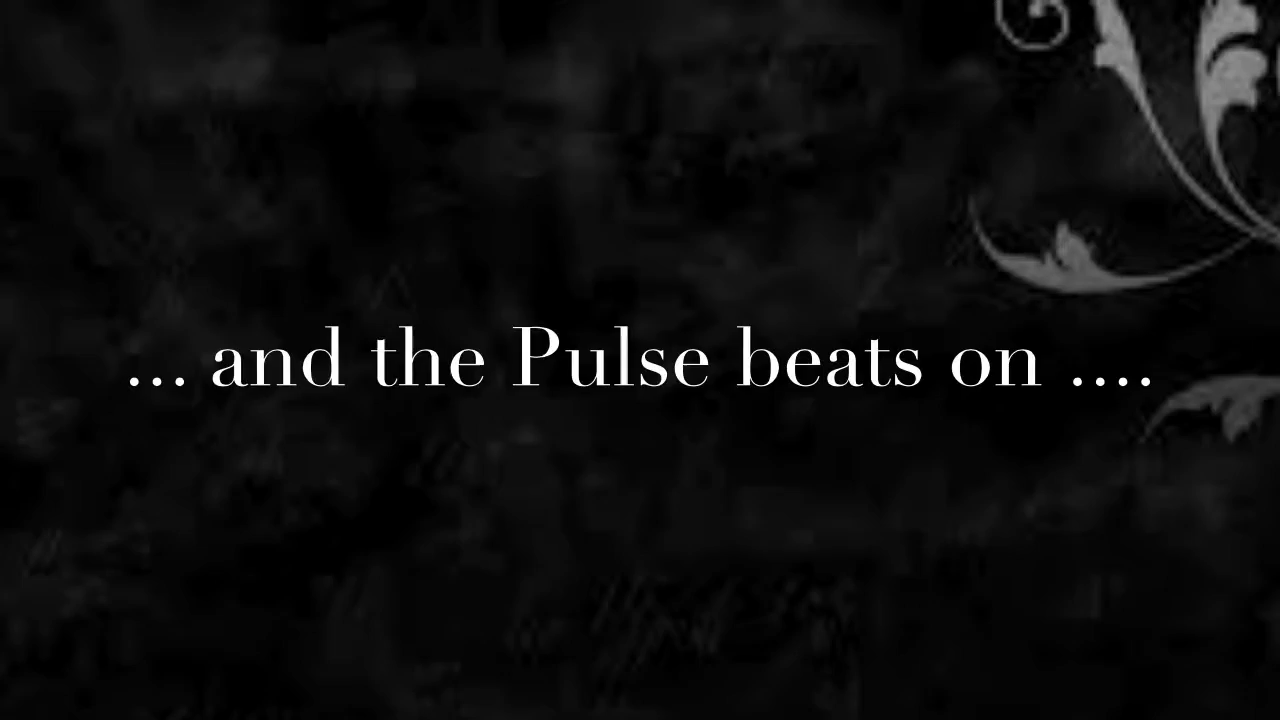 ... and the Pulse beats on ....